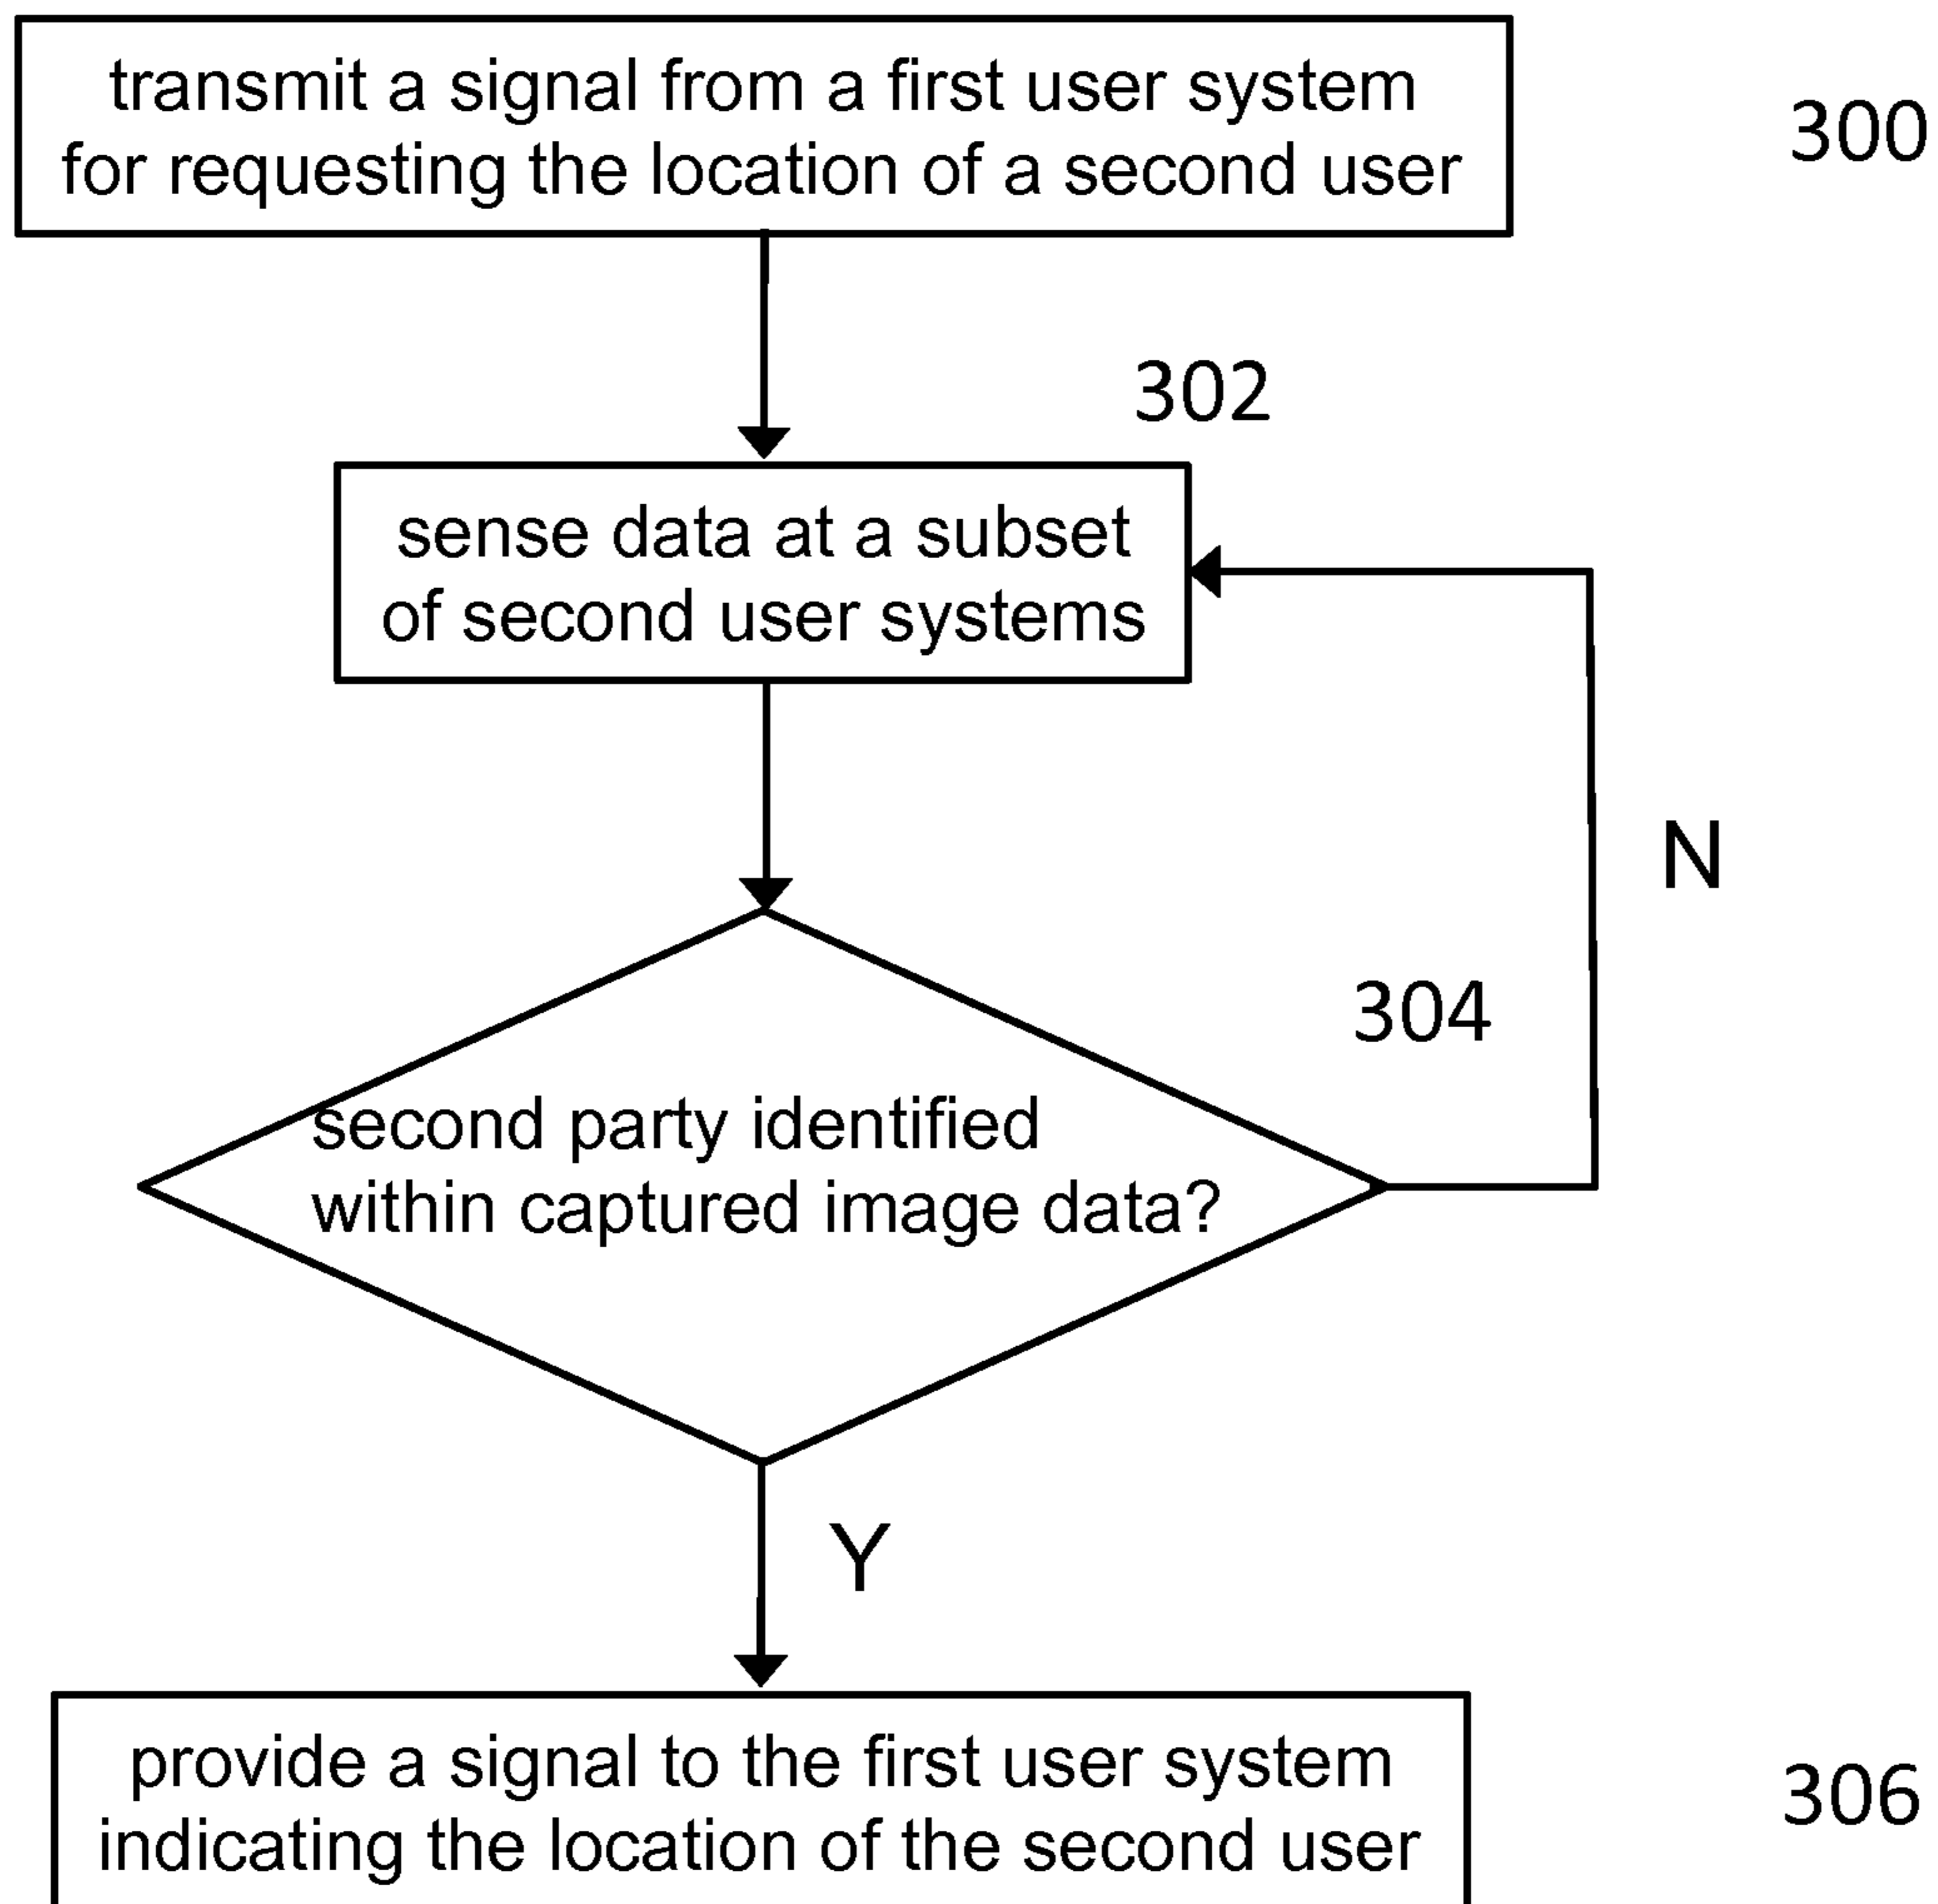 transmit a signal from a first user system
for requesting the location of a second user
300
302
sense data at a subset
of second user systems
N
304
second party identified
within captured image data?
Y
provide a signal to the first user system
indicating the location of the second user
306